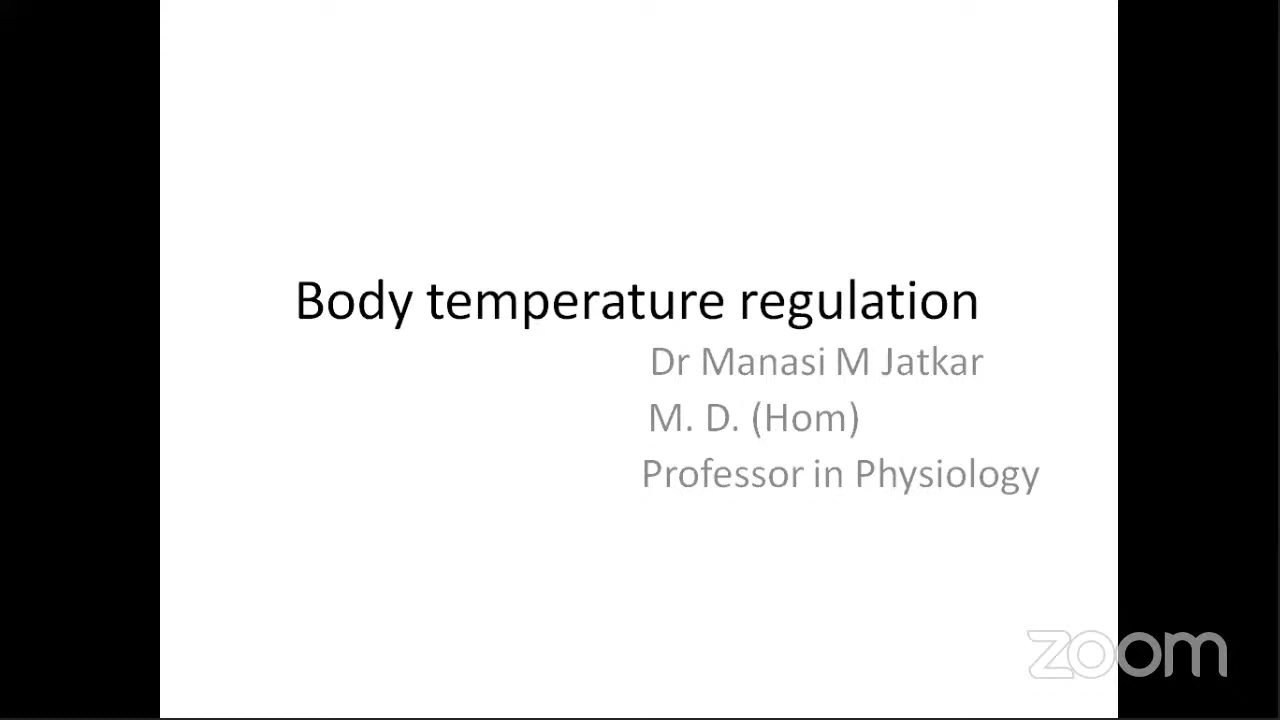 Body temperature regulation
Dr Manasi M Jatkar
M. D. (Hom)
Professor in Physiology
zoom